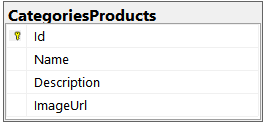 CategoriesProducts
Id
Name
Description
ImageUrl